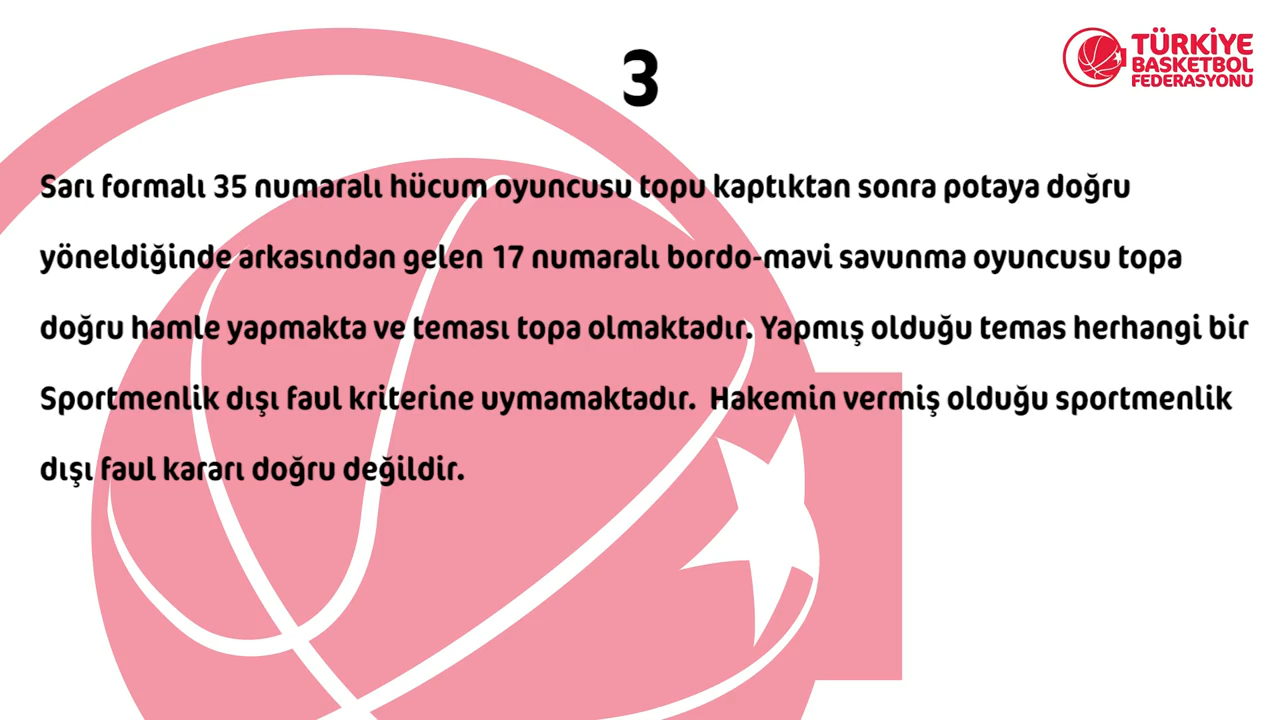 3
TÜRKİYE
BASKETBOL
FEDERASYONU
Sarı formalı 35 numaralı hücum oyuncusu topu kaptıktan sonra potaya doğru
yöneldiğinde arkasından gelen 17 numaralı bordo-mavi savunma oyuncusu topa
doğru hamle yapmakta ve teması topa olmaktadır. Yapmış olduğu temas herhangi bir
Sportmenlik dışı faul kriterine uymamaktadır. Hakemin vermiş olduğu sportmenlik
dışı faul kararı doğru değildir.